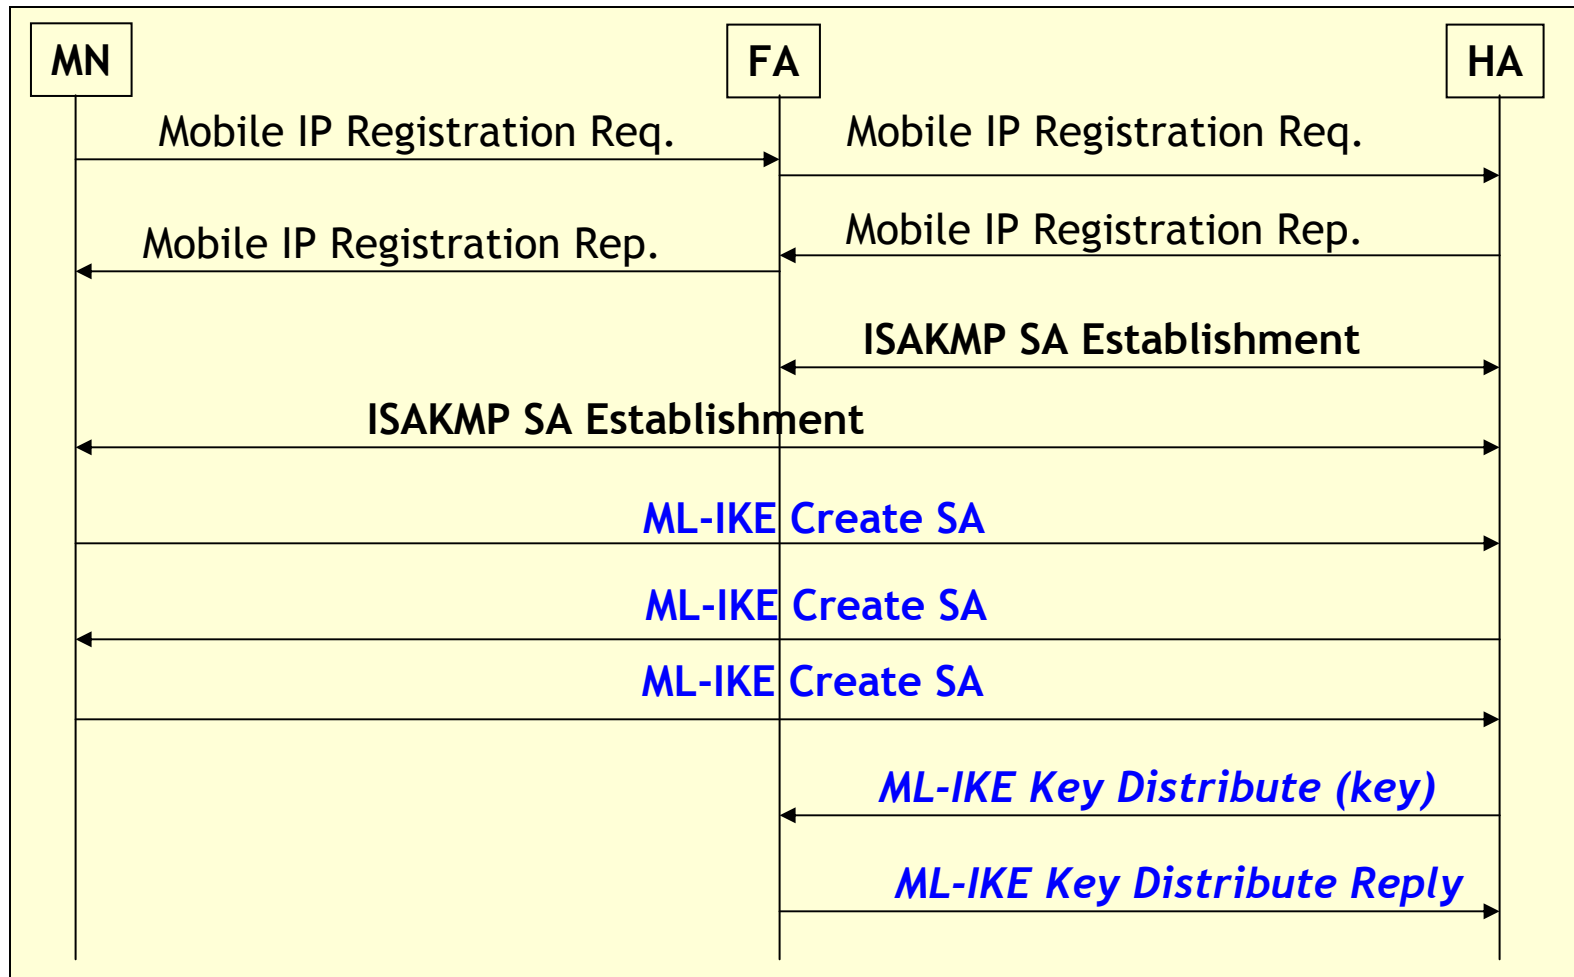 MN
FA
HA
Mobile IP Registration Req.
Mobile IP Registration Req.
Mobile IP Registration Rep.
Mobile IP Registration Rep.
ISAKMP SA Establishment
ISAKMP SA Establishment
ML-IKE Create SA
ML-IKE Create SA
ML-IKE Create SA
ML-IKE Key Distribute (key)
ML-IKE Key Distribute Reply